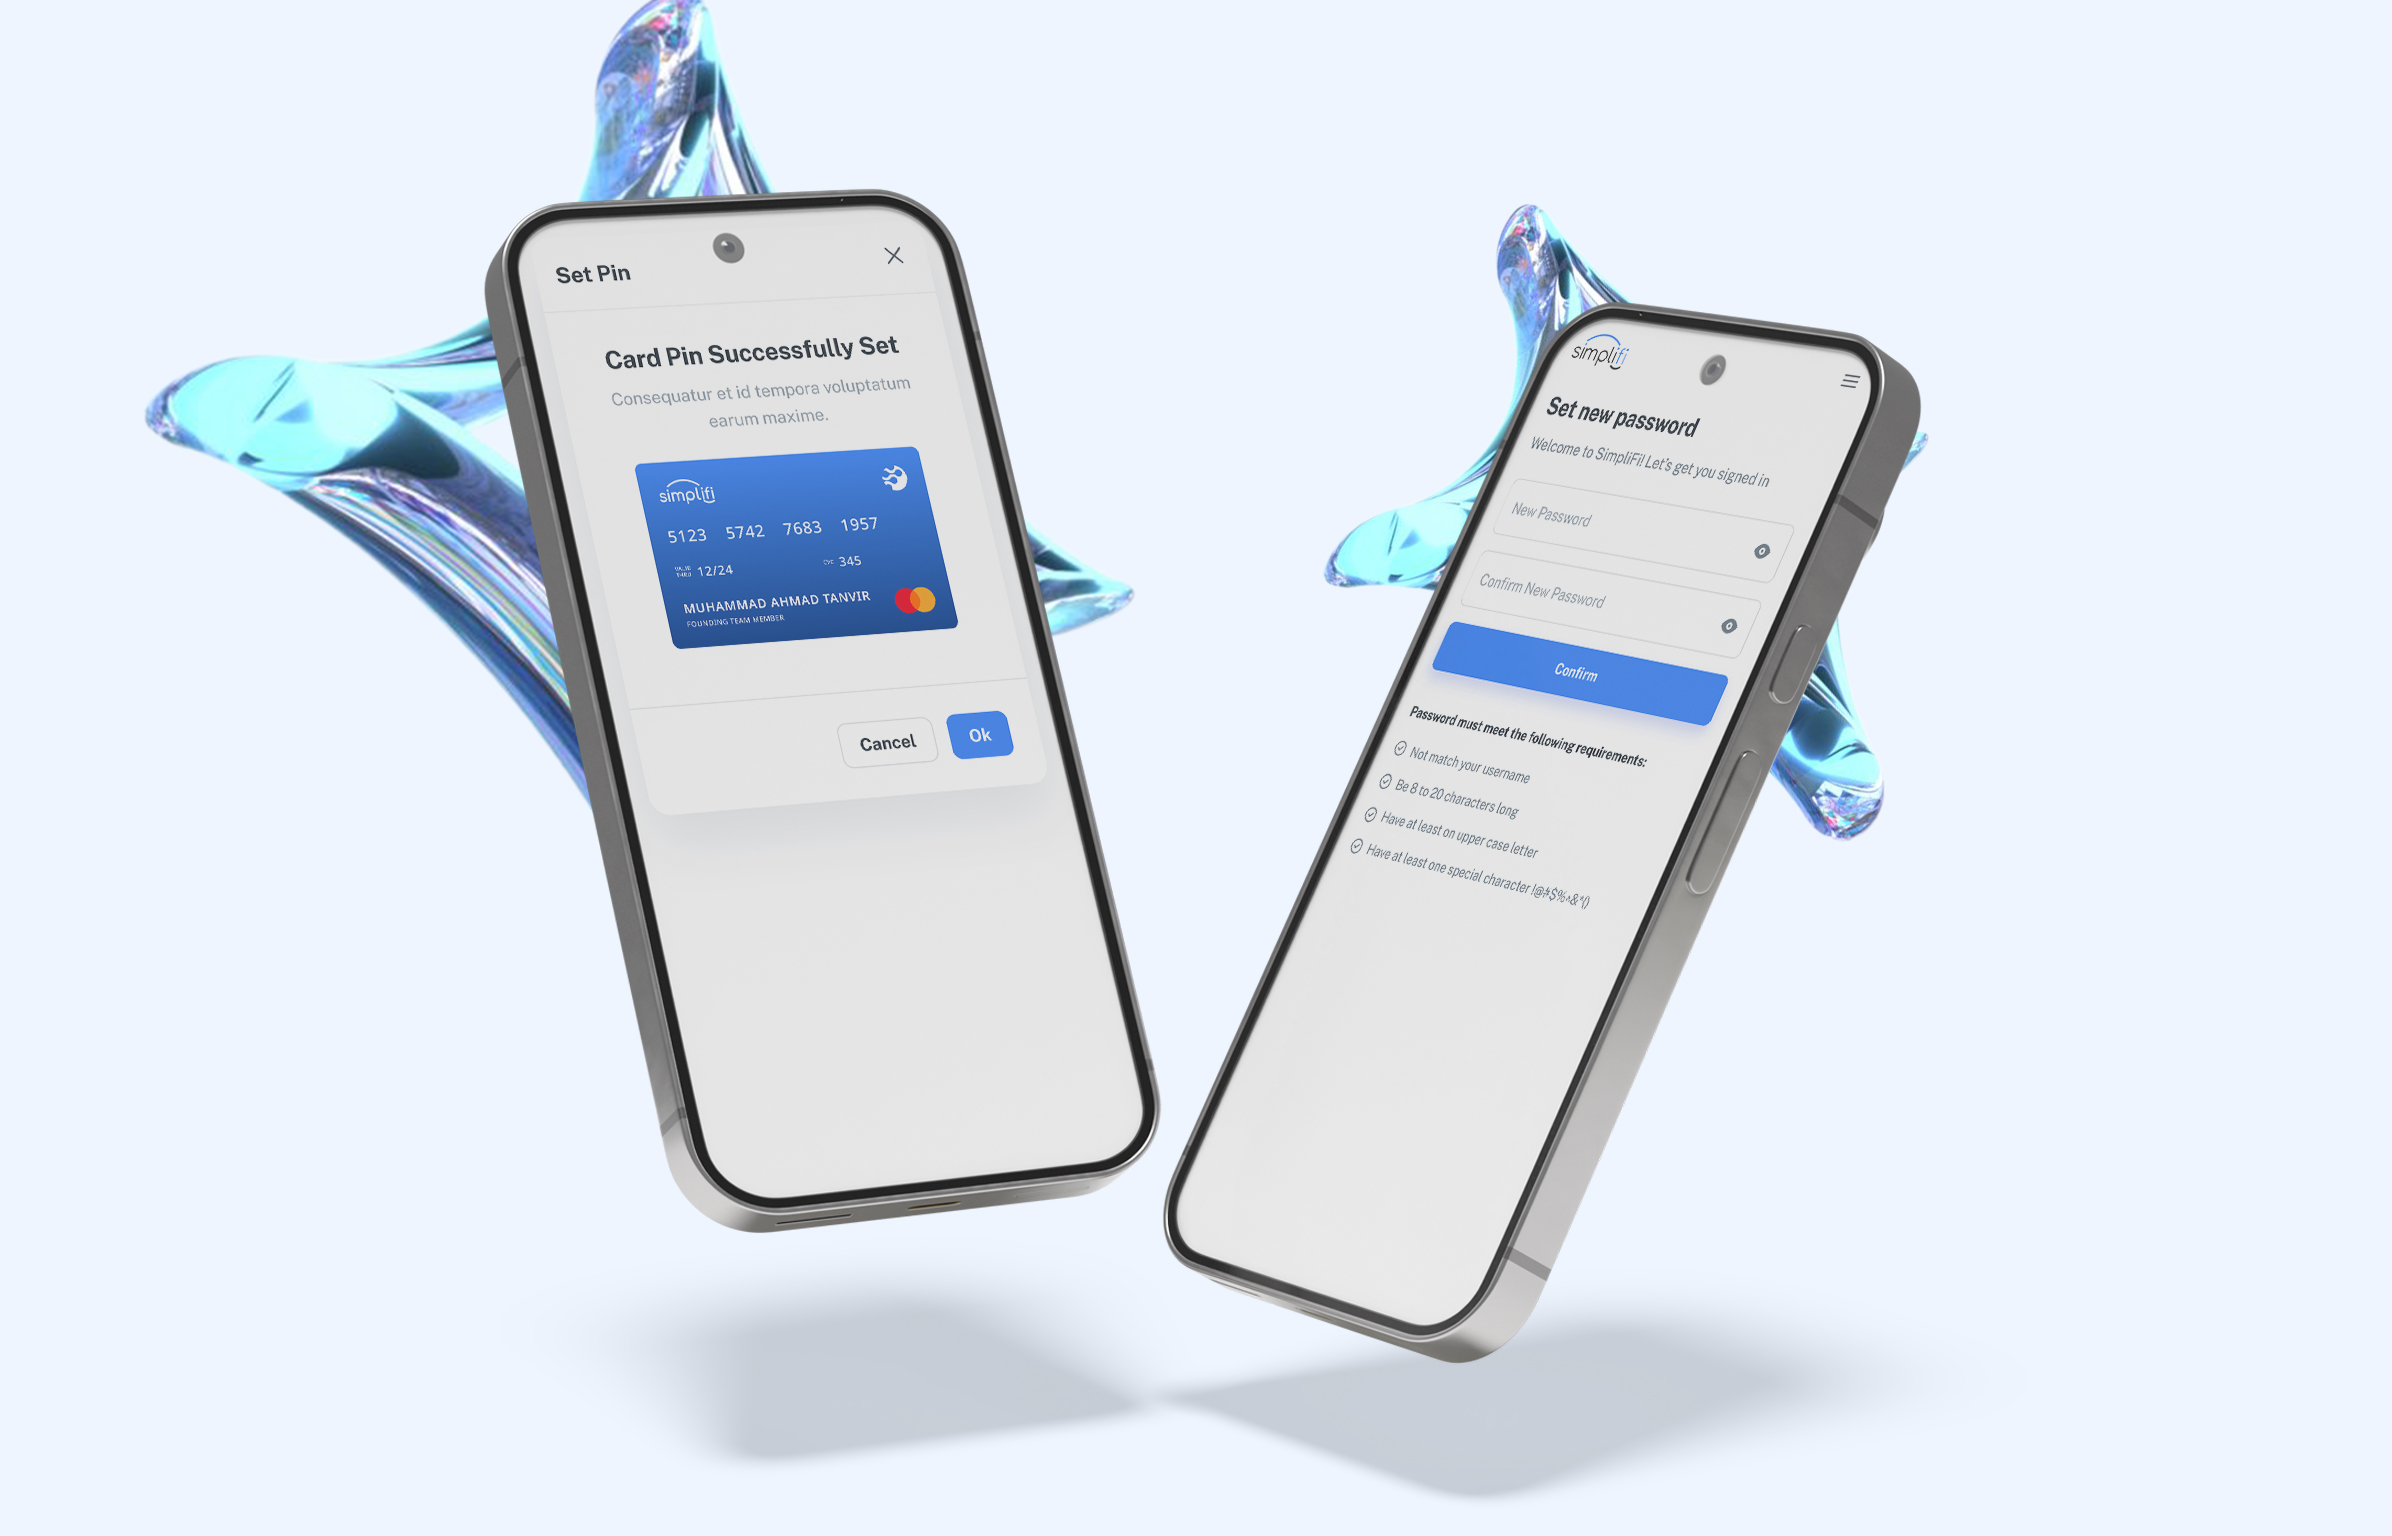 Set Pin
Card Pin Successfully Set
Consequatur et id tempora voluptatum
earum maxime.
simplifi
5123 5742 7683 1957
VALID
THRU 12/24 CVC 345
MUHAMMAD AHMAD TANVIR
FOUNDING TEAM MEMBER
Cancel Ok
simplifi
Set new password
Welcome to SimpliFi! Let's get you signed in
New Password
Confirm New Password
Confirm
Password must meet the following requirements:
Not match your username
Be 8 to 20 characters long
Have at least on upper case letter
Have at least one special character !@#$%^&*()